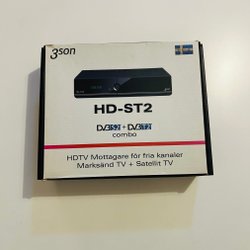 3son
HD-ST2
DVB S2 + DVB T2
combo
HDTV Mottagare för fria kanaler
Marksänd TV + Satellit TV